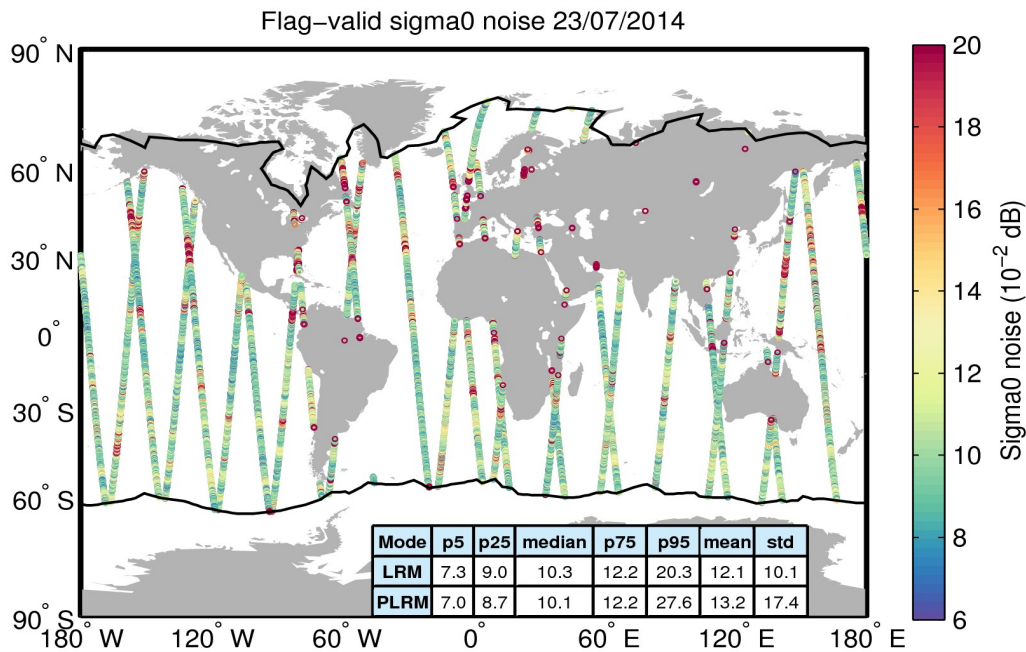 Flag−valid sigma0 noise 23/07/2014
90° N
60° N
30° N
0°
30° S
60° S
90° S
180° W 120° W 60° W 0° 60° E 120° E 180° E
Mode p5 p25 median p75 p95 mean std
LRM 7.3 9.0 10.3 12.2 20.3 12.1 10.1
PLRM 7.0 8.7 10.1 12.2 27.6 13.2 17.4
20
18
16
14
12
10
8
6
Sigma0 noise (10⁻² dB)